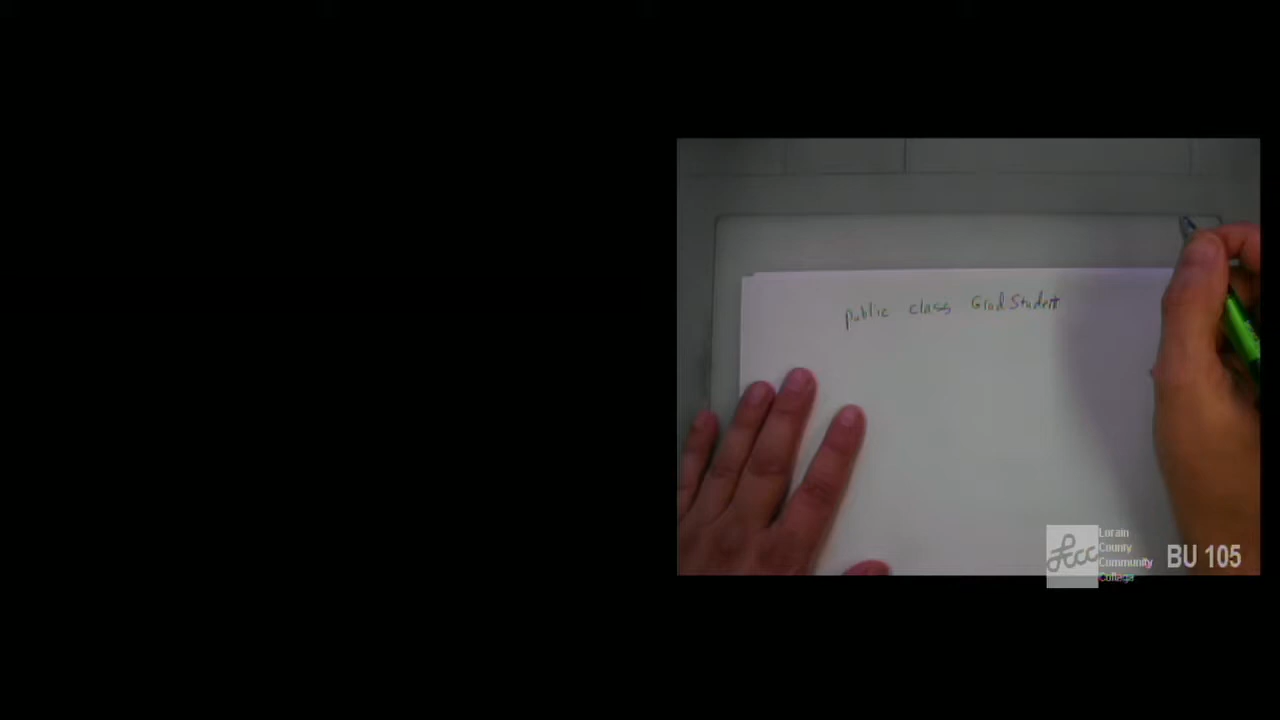 public class GradStudent
Lorain
County
Community
College
BU 105